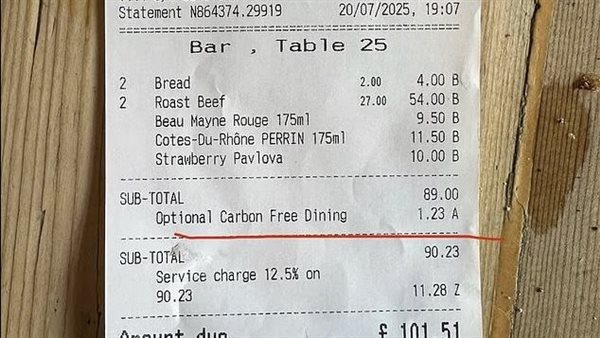 Statement N864374.29919 20/07/2025, 19:07
Bar , Table 25
2 Bread 2.00 4.00 B
2 Roast Beef 27.00 54.00 B
Beau Mayne Rouge 175ml 9.50 B
Cotes-Du-Rhône PERRIN 175ml 11.50 B
Strawberry Pavlova 10.00 B
SUB-TOTAL 89.00
Optional Carbon Free Dining 1.23 A
SUB-TOTAL 90.23
Service charge 12.5% on
90.23 11.28 Z
Amount due £ 101.51